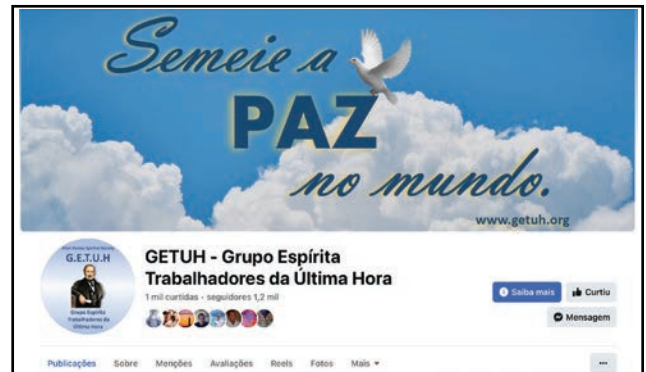 Semeie a
PAZ
no mundo.
www.getuh.org
G.E.T.U.H
Grupo Espírita
Trabalhadores da
Última Hora
GETUH - Grupo Espírita
Trabalhadores da Última Hora
1 mil curtidas • seguidores 1,2 mil
Saiba mais
Curtiu
Mensagem
Publicações Sobre Menções Avaliações Reels Fotos Mais